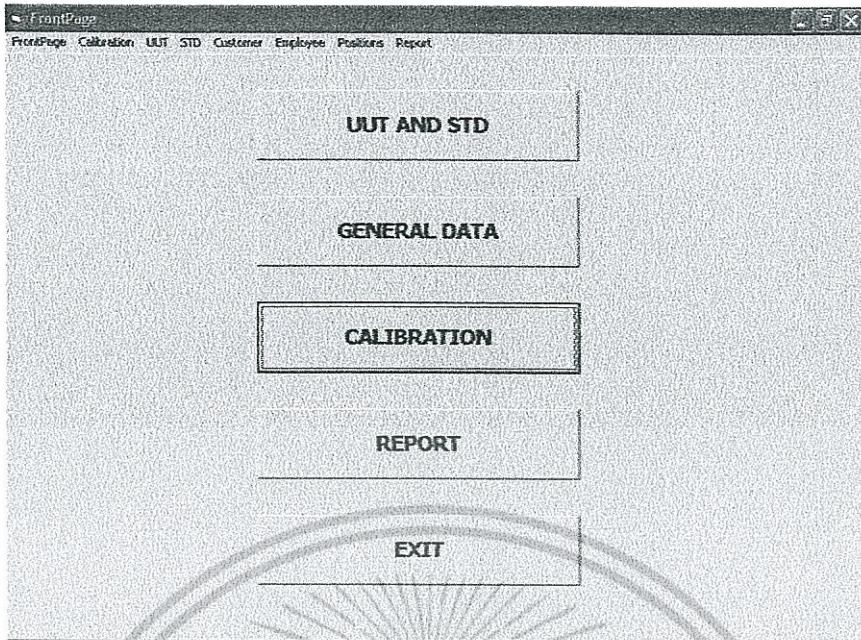 FrontPage
FrontPage Calibration UUT STD Customer Employee Positions Report
UUT AND STD
GENERAL DATA
CALIBRATION
REPORT
EXIT